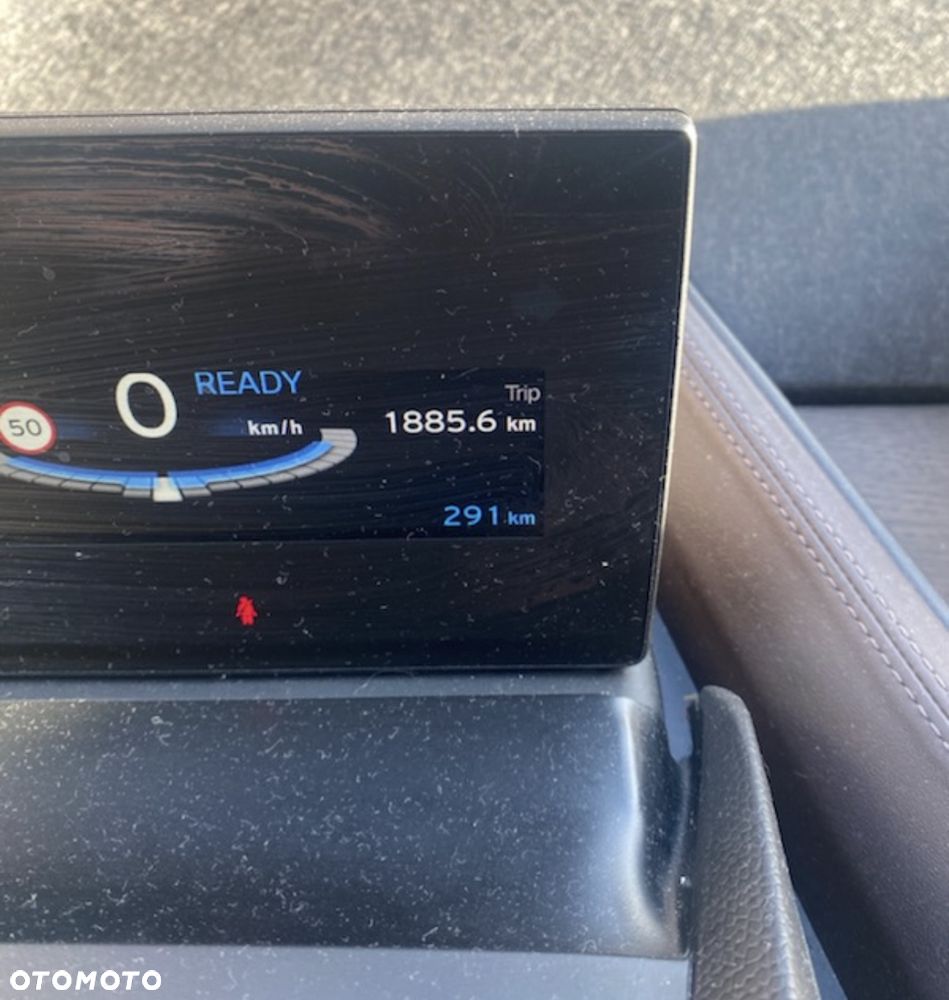 50
0 READY
km/h
Trip
1885.6 km
291 km
OTOMOTO